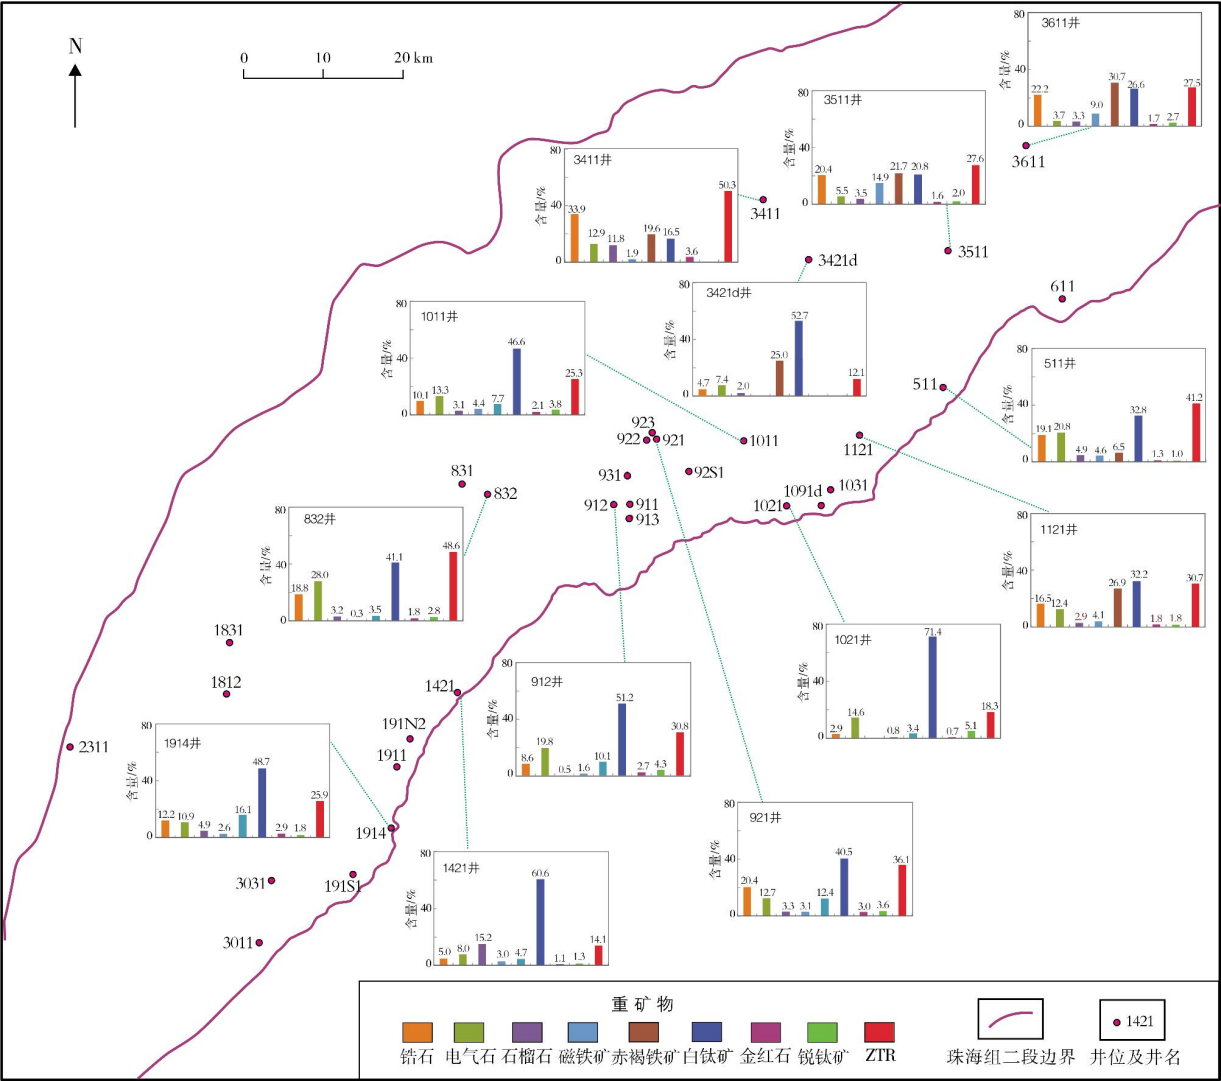 N
0 10 20 km
3611井
含量/%
80
40
0
22.2 3.7 3.3 9.0 30.7 26.6 1.7 2.7 27.5
3611
3511井
含量/%
80
40
0
20.4 5.5 3.5 14.9 21.7 20.8 1.6 2.0 27.6
3511
3411井
含量/%
80
40
0
33.9 12.9 11.8 1.9 19.6 16.5 3.6 50.3
3411
3421d
3421d井
含量/%
80
40
0
4.7 7.4 2.0 25.0 52.7 12.1
611
1011井
含量/%
80
40
0
10.1 13.3 3.1 4.4 7.7 46.6 2.1 3.8 25.3
511
511井
含量/%
80
40
0
19.1 20.8 4.9 4.6 6.5 32.8 1.3 1.0 41.2
923
922 921
1011
1121
931
92S1
831
832
912 911
913
1021 1091d 1031
832井
含量/%
80
40
0
18.8 28.0 3.2 0.3 3.5 41.1 1.8 2.8 48.6
1121井
含量/%
80
40
0
16.5 12.4 2.9 4.1 26.9 32.2 1.8 1.8 30.7
1831
1812
1421
191N2
1911
2311
1021井
含量/%
80
40
0
2.9 14.6 0.8 3.4 71.4 0.7 5.1 18.3
912井
含量/%
80
40
0
8.6 19.8 0.5 1.6 10.1 51.2 2.7 4.3 30.8
1914井
含量/%
80
40
0
12.2 10.9 4.9 2.6 16.1 48.7 2.9 1.8 25.9
1914
921井
含量/%
80
40
0
20.4 12.7 3.3 3.1 12.4 40.5 3.0 3.6 36.1
1421井
含量/%
80
40
0
5.0 8.0 15.2 3.0 4.7 60.6 1.1 1.3 14.1
3031
191S1
3011
重矿物
锆石 电气石 石榴石 磁铁矿 赤褐铁矿 白钛矿 金红石 锐钛矿 ZTR
珠海组二段边界
1421
井位及井名